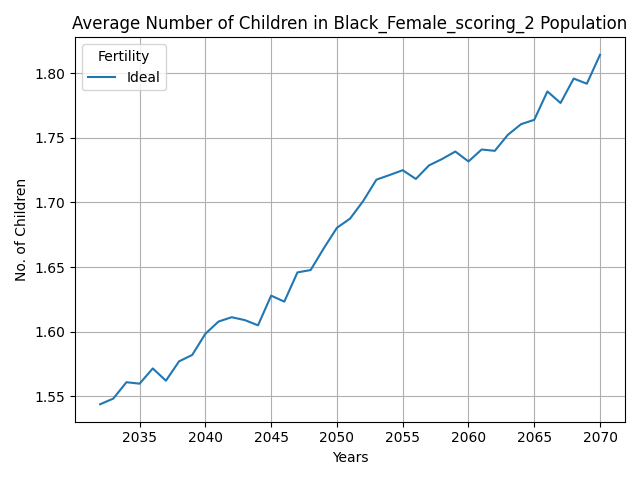 Average Number of Children in Black_Female_scoring_2 Population
Fertility
Ideal
1.80
1.75
1.70
1.65
1.60
1.55
No. of Children
2035 2040 2045 2050 2055 2060 2065 2070
Years